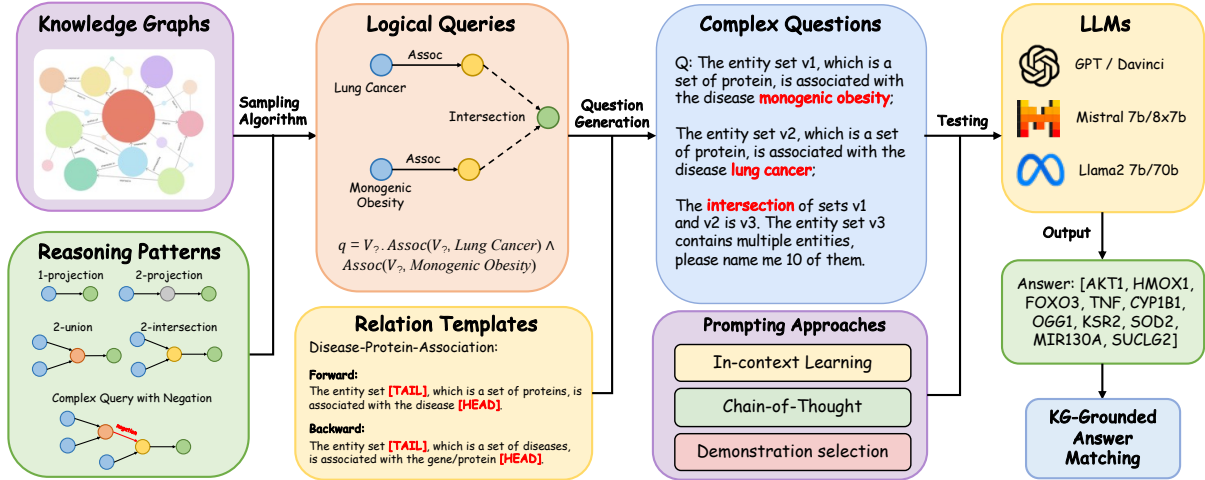 Knowledge Graphs
Sampling
Algorithm
Reasoning Patterns
1-projection
2-projection
2-union
2-intersection
Complex Query with Negation
Negation
Logical Queries
Assoc
Lung Cancer
Intersection
Assoc
Monogenic
Obesity
q = V?. Assoc(V?, Lung Cancer) ∧
Assoc(V?, Monogenic Obesity)
Relation Templates
Disease-Protein-Association:
Forward:
The entity set [TAIL], which is a set of proteins, is
associated with the disease [HEAD].
Backward:
The entity set [TAIL], which is a set of diseases,
is associated with the gene/protein [HEAD].
Question
Generation
Complex Questions
Q: The entity set v1, which is a
set of protein, is associated with
the disease monogenic obesity;
The entity set v2, which is a set
of protein, is associated with the
disease lung cancer;
The intersection of sets v1
and v2 is v3. The entity set v3
contains multiple entities,
please name me 10 of them.
Prompting Approaches
In-context Learning
Chain-of-Thought
Demonstration selection
Testing
LLMs
GPT / Davinci
Mistral 7b/8x7b
Llama2 7b/70b
Output
Answer: [AKT1, HMOX1,
FOXO3, TNF, CYP1B1,
OGG1, KSR2, SOD2,
MIR130A, SUCLG2]
KG-Grounded
Answer
Matching